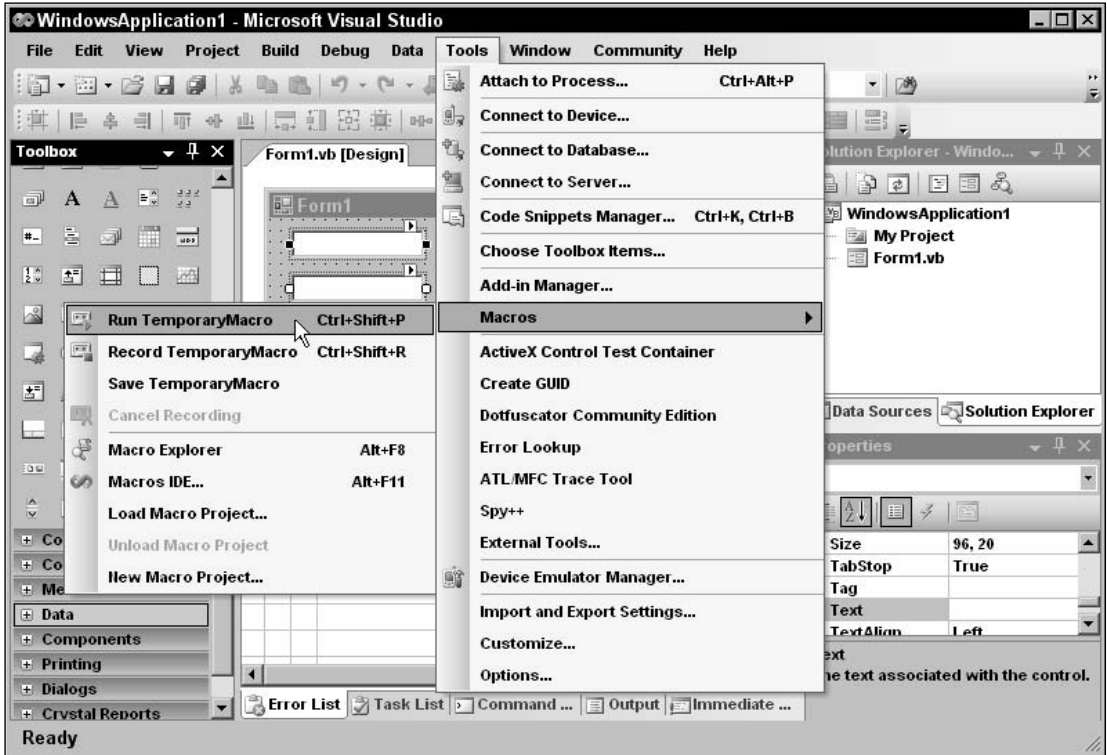 WindowsApplication1 - Microsoft Visual Studio
File Edit View Project Build Debug Data Tools Window Community Help
Attach to Process... Ctrl+Alt+P
Connect to Device...
Connect to Database...
Connect to Server...
Code Snippets Manager... Ctrl+K, Ctrl+B
Choose Toolbox Items...
Add-in Manager...
Macros
ActiveX Control Test Container
Create GUID
Dotfuscator Community Edition
Error Lookup
ATL/MFC Trace Tool
Spy++
External Tools...
Device Emulator Manager...
Import and Export Settings...
Customize...
Options...
Toolbox
Form1.vb [Design]
Form1
Run TemporaryMacro Ctrl+Shift+P
Record TemporaryMacro Ctrl+Shift+R
Save TemporaryMacro
Cancel Recording
Macro Explorer Alt+F8
Macros IDE... Alt+F11
Load Macro Project...
Unload Macro Project
New Macro Project...
Co
Co
Me
Data
Components
Printing
Dialogs
Crystal Reports
olution Explorer - Windo...
WindowsApplication1
My Project
Form1.vb
Data Sources Solution Explorer
operties
Size 96, 20
TabStop True
Tag
Text
TextAlign Left
ext
he text associated with the control.
Error List Task List Command ... Output Immediate ...
Ready